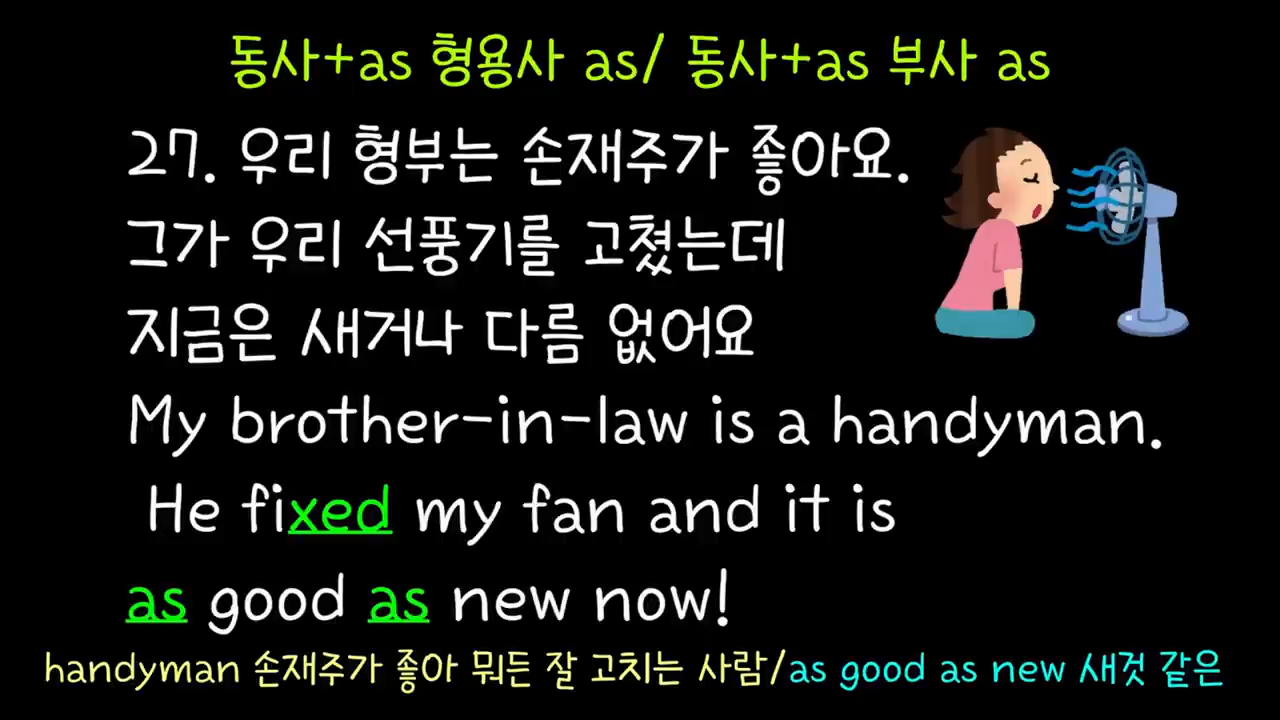 동사+as 형용사 as/ 동사+as 부사 as
27. 우리 형부는 손재주가 좋아요.
그가 우리 선풍기를 고쳤는데
지금은 새거나 다름 없어요
My brother-in-law is a handyman.
He fixed my fan and it is
as good as new now!
handyman 손재주가 좋아 뭐든 잘 고치는 사람/as good as new 새것 같은